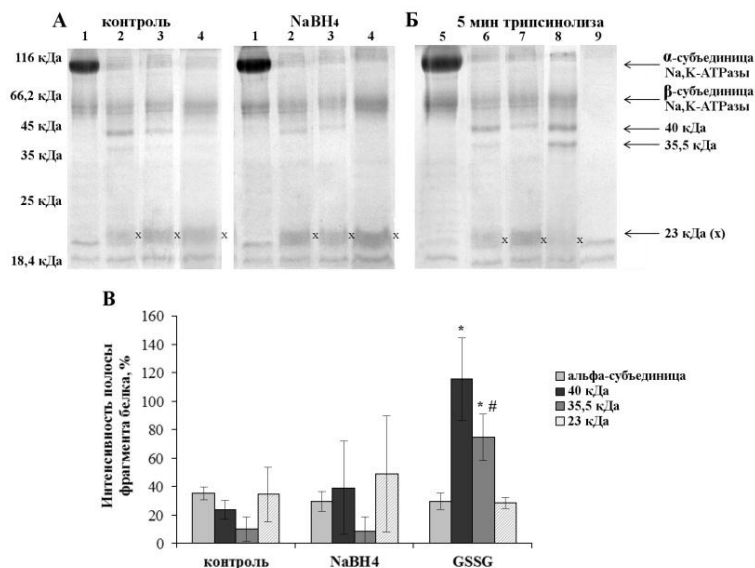 А контроль NaBH4 Б 5 мин трипсинолиза
1 2 3 4 1 2 3 4 5 6 7 8 9
116 кДа
66,2 кДа
45 кДа
35 кДа
25 кДа
18,4 кДа
x x x x x x x x x
α-субъединица
Na,K-АТРазы
β-субъединица
Na,K-АТРазы
40 кДа
35,5 кДа
23 кДа (x)
В
Интенсивность полосы
фрагмента белка, %
160
140
120
100
80
60
40
20
0
* * #
контроль NaBH4 GSSG
альфа-субъединица
40 кДа
35,5 кДа
23 кДа